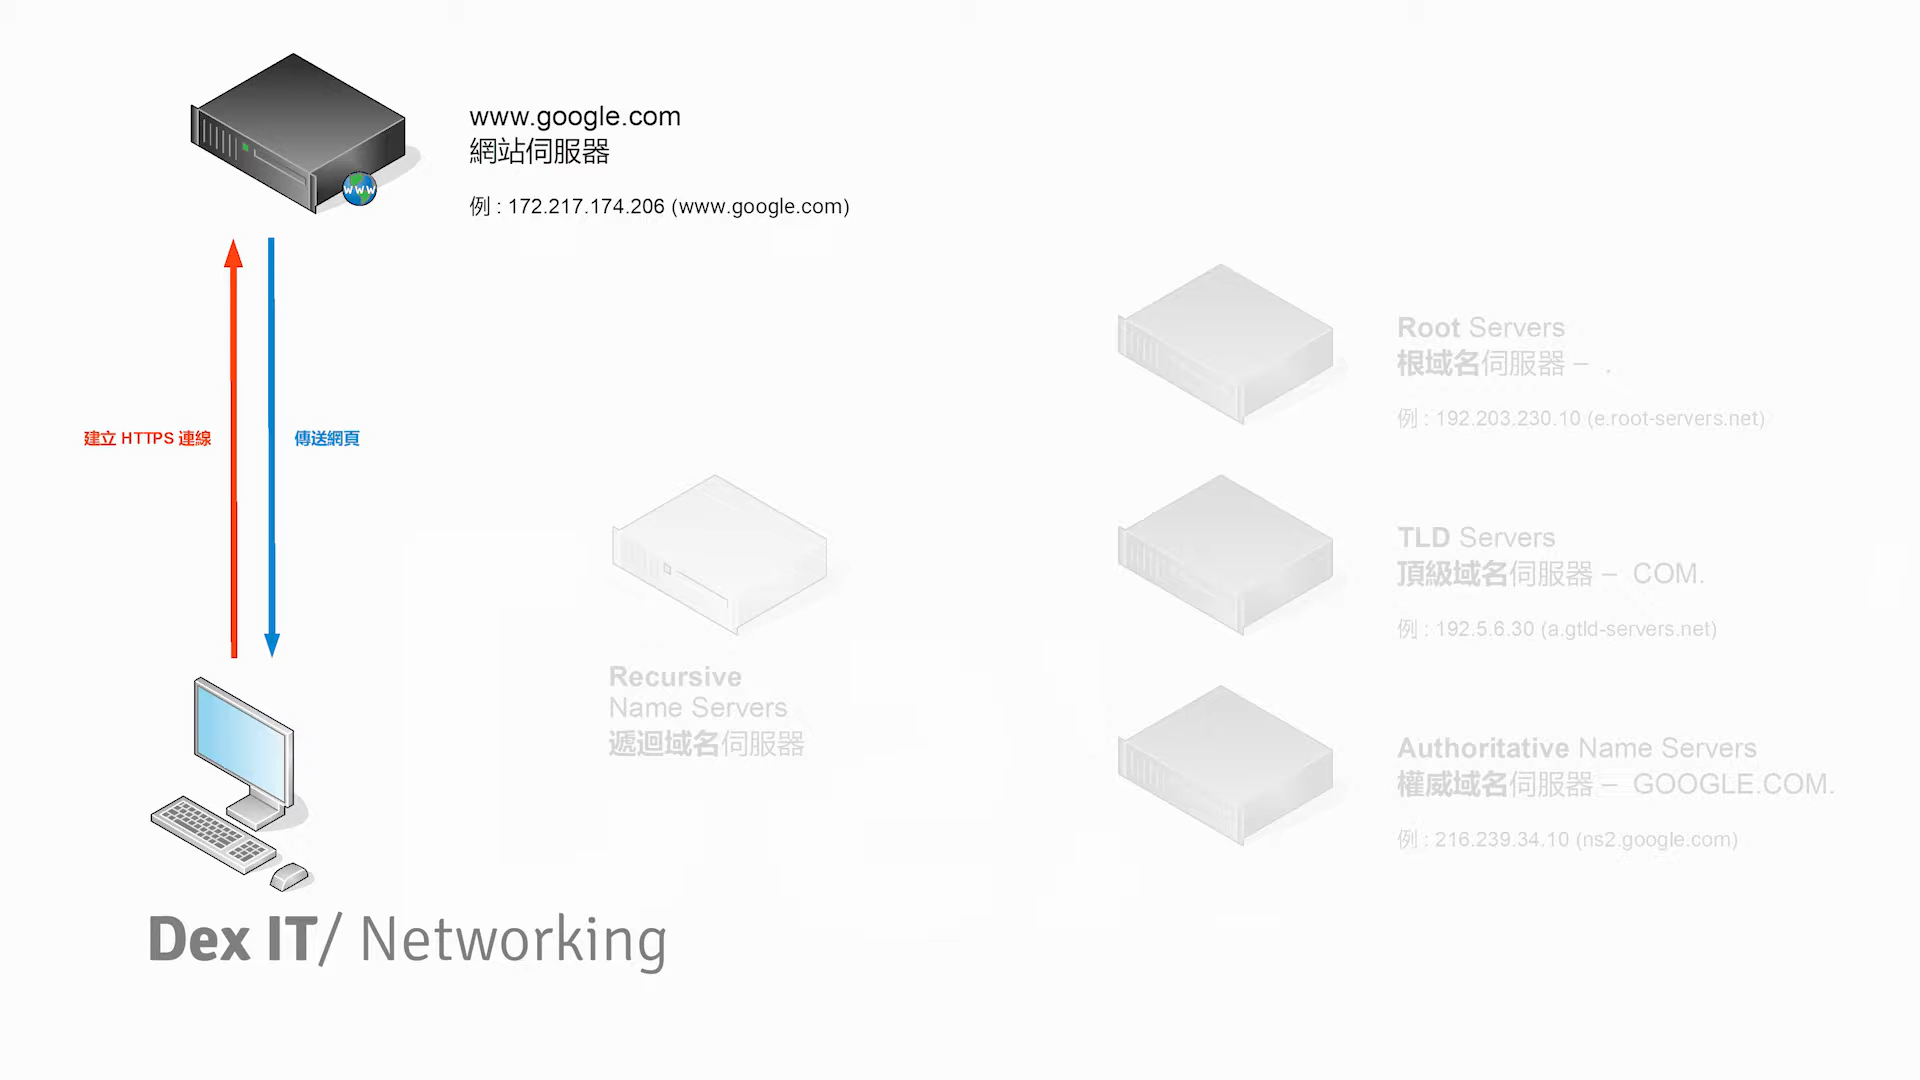 www.google.com
網站伺服器
例 : 172.217.174.206 (www.google.com)
WWW
建立 HTTPS 連線
傳送網頁
Recursive
Name Servers
遞迴域名伺服器
Root Servers
根域名伺服器 – .
例 : 192.203.230.10 (e.root-servers.net)
TLD Servers
頂級域名伺服器 – COM.
例 : 192.5.6.30 (a.gtld-servers.net)
Authoritative Name Servers
權威域名伺服器 – GOOGLE.COM.
例 : 216.239.34.10 (ns2.google.com)
Dex IT/ Networking